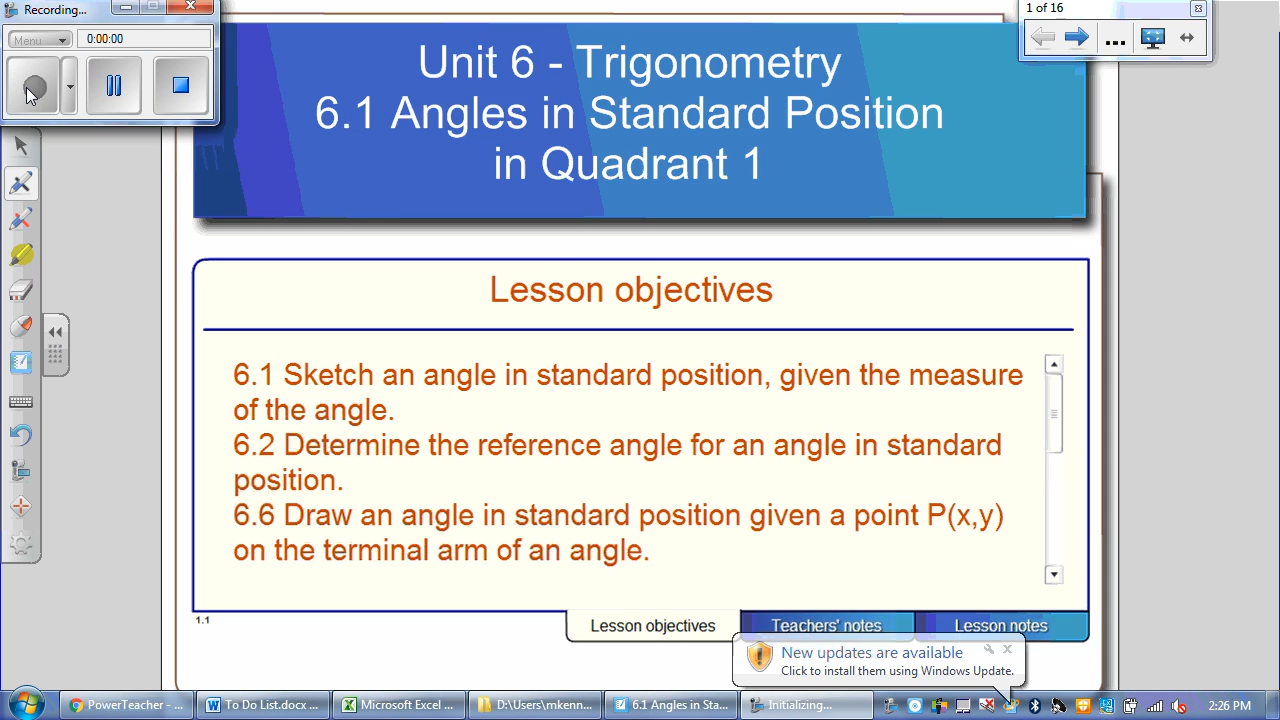 Recording...
1 of 16
Menu
0:00:00
Unit 6 - Trigonometry
6.1 Angles in Standard Position
in Quadrant 1
Lesson objectives
6.1 Sketch an angle in standard position, given the measure
of the angle.
6.2 Determine the reference angle for an angle in standard
position.
6.6 Draw an angle in standard position given a point P(x,y)
on the terminal arm of an angle.
1.1
Lesson objectives
Teachers' notes
Lesson notes
New updates are available
Click to install them using Windows Update.
PowerTeacher - ...
To Do List.docx ...
Microsoft Excel ...
D:\Users\mkenn...
6.1 Angles in Sta...
Initializing...
2:26 PM